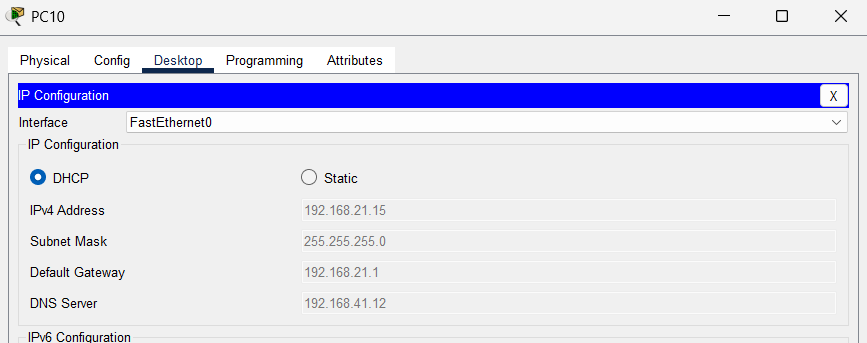 PC10
Physical Config Desktop Programming Attributes
IP Configuration X
Interface FastEthernet0
IP Configuration
DHCP Static
IPv4 Address 192.168.21.15
Subnet Mask 255.255.255.0
Default Gateway 192.168.21.1
DNS Server 192.168.41.12
IPv6 Configuration